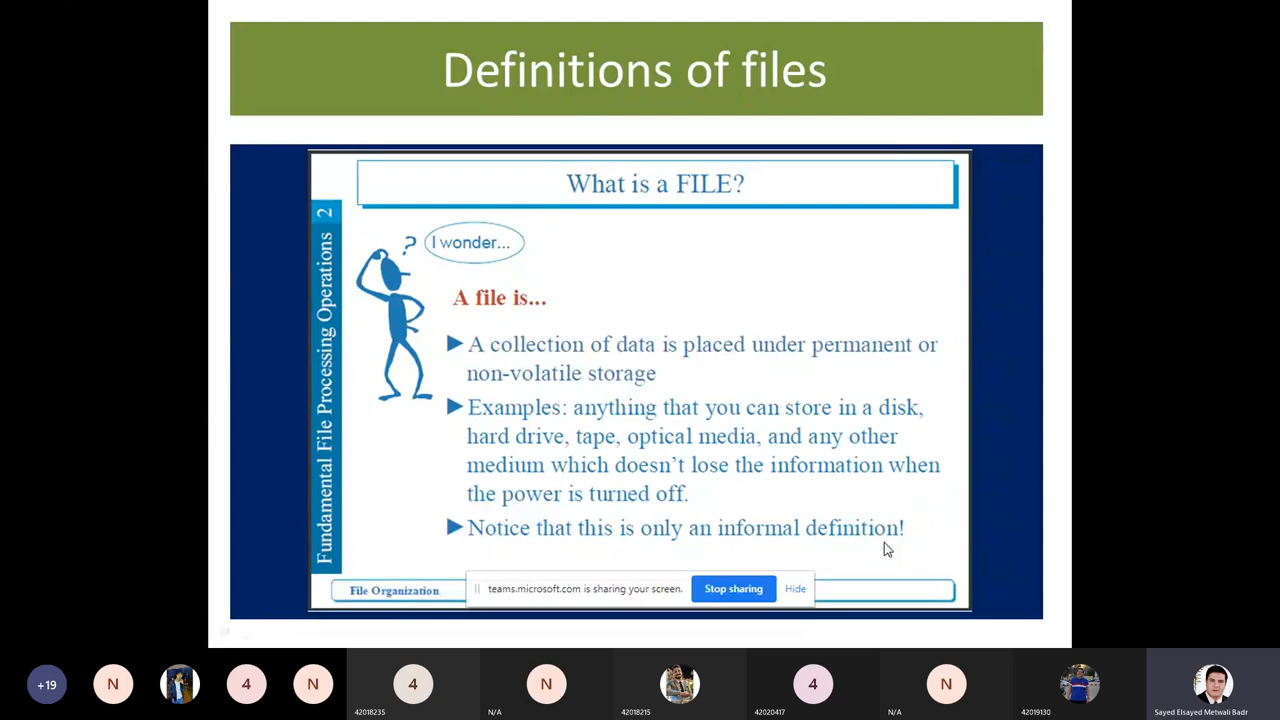 Definitions of files
What is a FILE?
Fundamental File Processing Operations 2
?
I wonder...
A file is...
A collection of data is placed under permanent or
non-volatile storage
Examples: anything that you can store in a disk,
hard drive, tape, optical media, and any other
medium which doesn't lose the information when
the power is turned off.
Notice that this is only an informal definition!
File Organization
teams.microsoft.com is sharing your screen.
Stop sharing
Hide
+19
N
4
N
4
42018235
N
N/A
42018215
4
42020417
N
N/A
42019130
Sayed Elsayed Metwali Badr